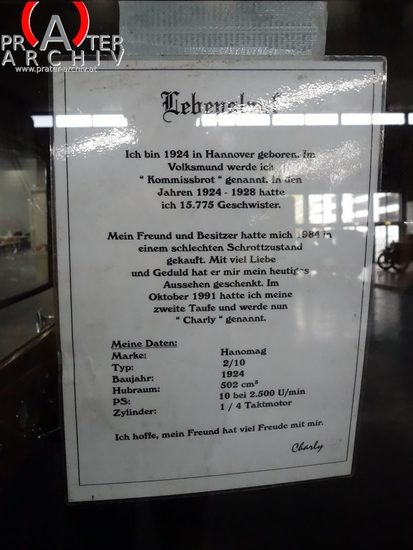 PRATER
ARCHIV
www.prater-archiv.at
Lebenslauf
Ich bin 1924 in Hannover geboren. Im
Volksmund werde ich
" Kommissbrot " genannt. In den
Jahren 1924 - 1928 hatte
ich 15.775 Geschwister.
Mein Freund und Besitzer hatte mich 1984 in
einem schlechten Schrottzustand
gekauft. Mit viel Liebe
und Geduld hat er mir mein heutiges
Aussehen geschenkt. Im
Oktober 1991 hatte ich meine
zweite Taufe und werde nun
" Charly " genannt.
Meine Daten:
Marke: Hanomag
Typ: 2/10
Baujahr: 1924
Hubraum: 502 cm³
PS: 10 bei 2.500 U/min
Zylinder: 1 / 4 Taktmotor
Ich hoffe, mein Freund hat viel Freude mit mir.
Charly